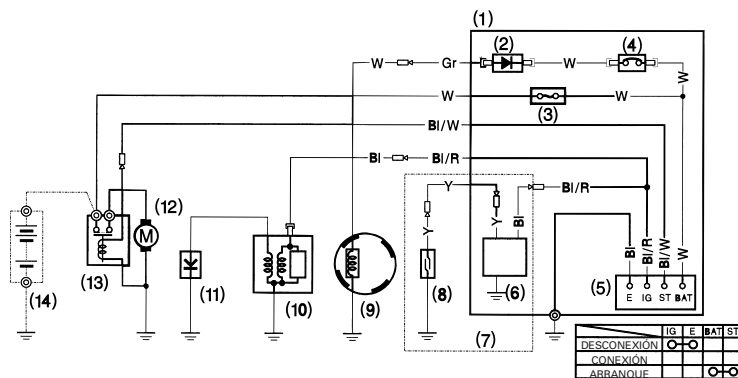 (1)
(2)
(4)
W
Gr
W
W
W
W
(3)
Bl/W
Bl
Bl/R
Y
Bl/R
(12)
M
Y
Bl
Y
Bl
Bl/R
Bl/W
W
(13)
(14)
(11)
(10)
(9)
(8)
(6)
(5)
E IG ST BAT
(7)
IG E BAT ST
DESCONEXIÓN
CONEXIÓN
ARRANQUE